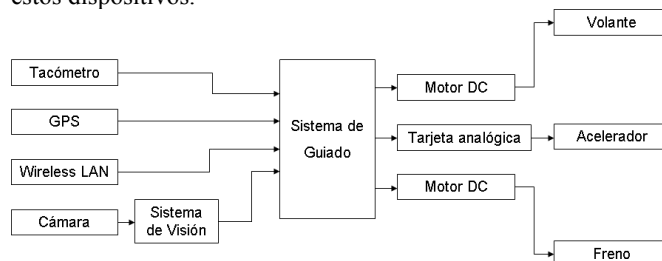 estos dispositivos.
Volante
Tacómetro
Motor DC
GPS
Sistema de
Guiado
Tarjeta analógica
Acelerador
Wireless LAN
Motor DC
Cámara
Sistema
de Visión
Freno